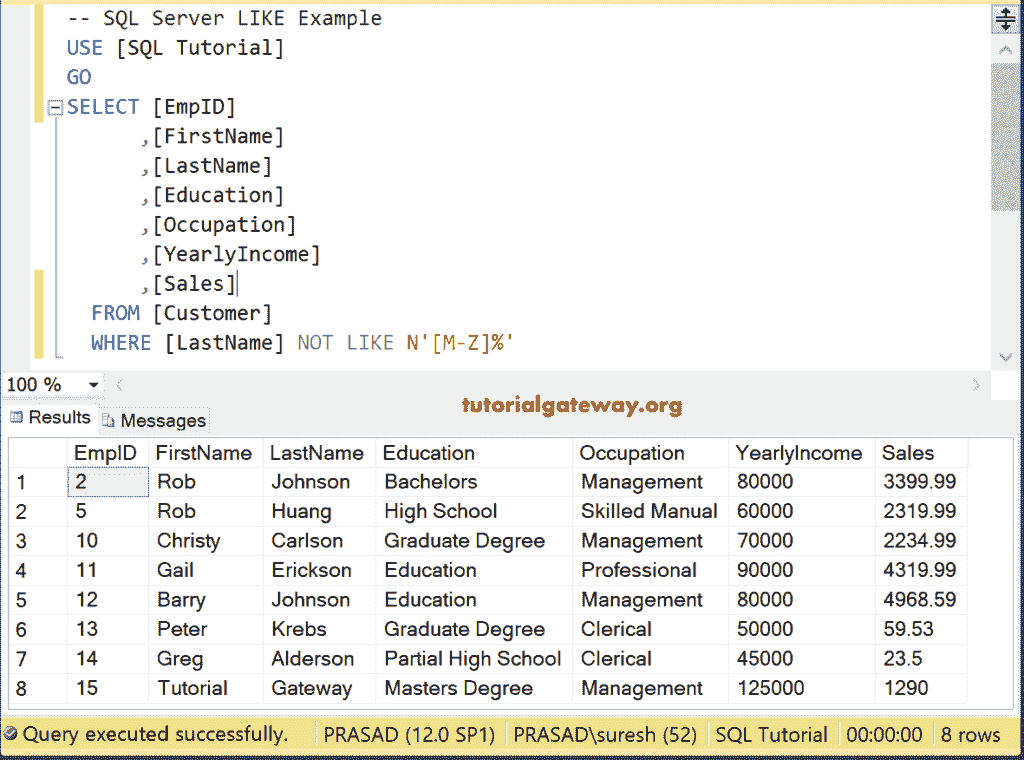 -- SQL Server LIKE Example
USE [SQL Tutorial]
GO
SELECT [EmpID]
,[FirstName]
,[LastName]
,[Education]
,[Occupation]
,[YearlyIncome]
,[Sales]
FROM [Customer]
WHERE [LastName] NOT LIKE N'[M-Z]%'
100 %
tutorialgateway.org
Results Messages
EmpID FirstName LastName Education Occupation YearlyIncome Sales
1 2 Rob Johnson Bachelors Management 80000 3399.99
2 5 Rob Huang High School Skilled Manual 60000 2319.99
3 10 Christy Carlson Graduate Degree Management 70000 2234.99
4 11 Gail Erickson Education Professional 90000 4319.99
5 12 Barry Johnson Education Management 80000 4968.59
6 13 Peter Krebs Graduate Degree Clerical 50000 59.53
7 14 Greg Alderson Partial High School Clerical 45000 23.5
8 15 Tutorial Gateway Masters Degree Management 125000 1290
Query executed successfully. PRASAD (12.0 SP1) PRASAD\suresh (52) SQL Tutorial 00:00:00 8 rows